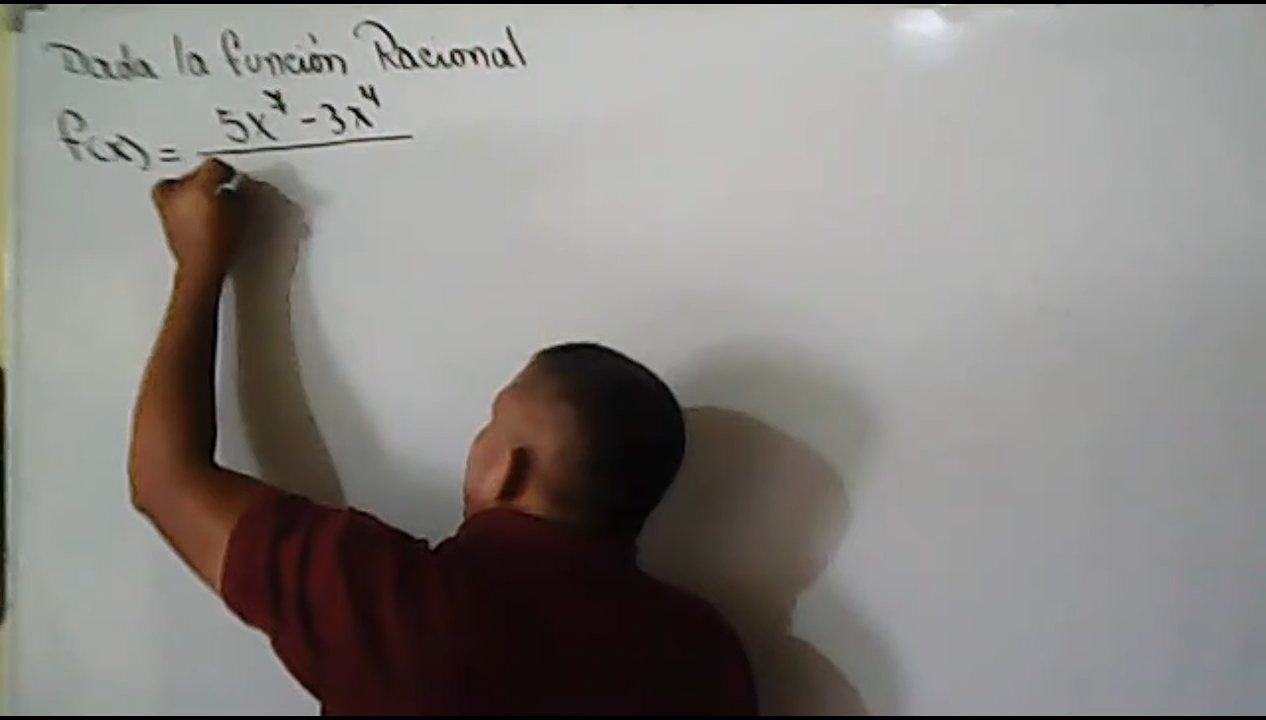 Dada la función Racional
f(x) = 5x⁷ - 3x⁴